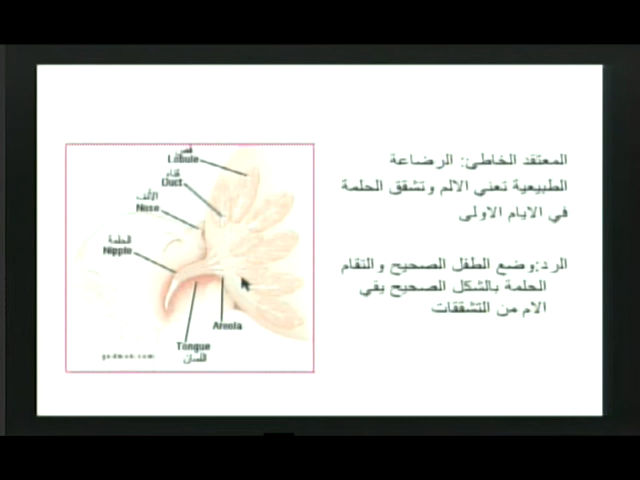 المعتقد الخاطئ: الرضاعة
الطبيعية تعني الالم وتشقق الحلمة
في الايام الاولى
الرد:وضع الطفل الصحيح والتقام
الحلمة بالشكل الصحيح يقي
الام من التشققات
فص
Lobule
قناة
Duct
الأنف
Nose
الحلمة
Nipple
Areola
Tongue
اللسان